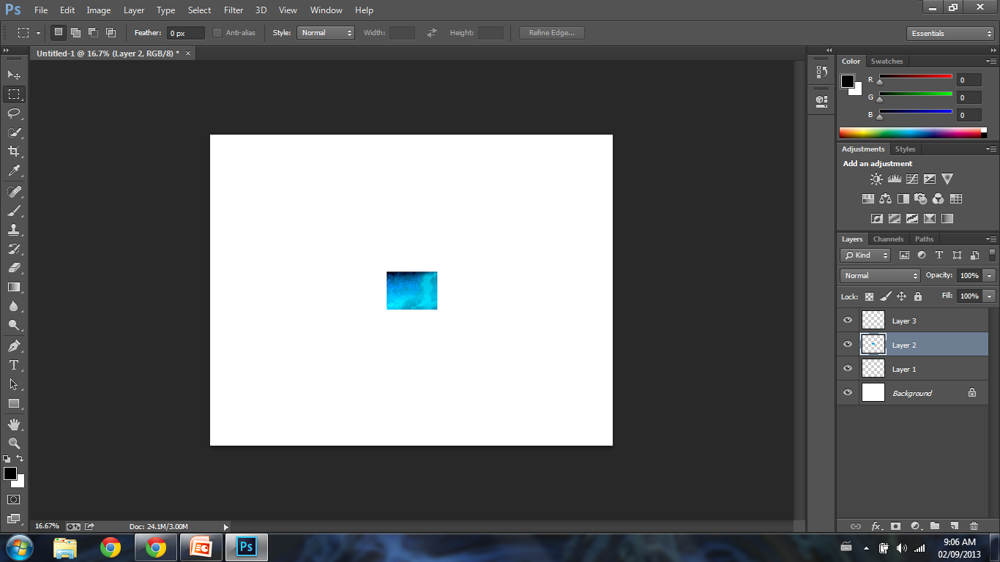 Ps File Edit Image Layer Type Select Filter 3D View Window Help
Feather: 0 px Anti-alias Style: Normal Width: Height: Refine Edge... Essentials
Untitled-1 @ 16.7% (Layer 2, RGB/8) * ×
Color Swatches
R 0
G 0
B 0
Adjustments Styles
Add an adjustment
Layers Channels Paths
Kind
Normal Opacity: 100%
Lock: Fill: 100%
Layer 3
Layer 2
Layer 1
Background
T
16.67% Doc: 24.1M/3.00M
fx
Ps
9:06 AM
02/09/2013